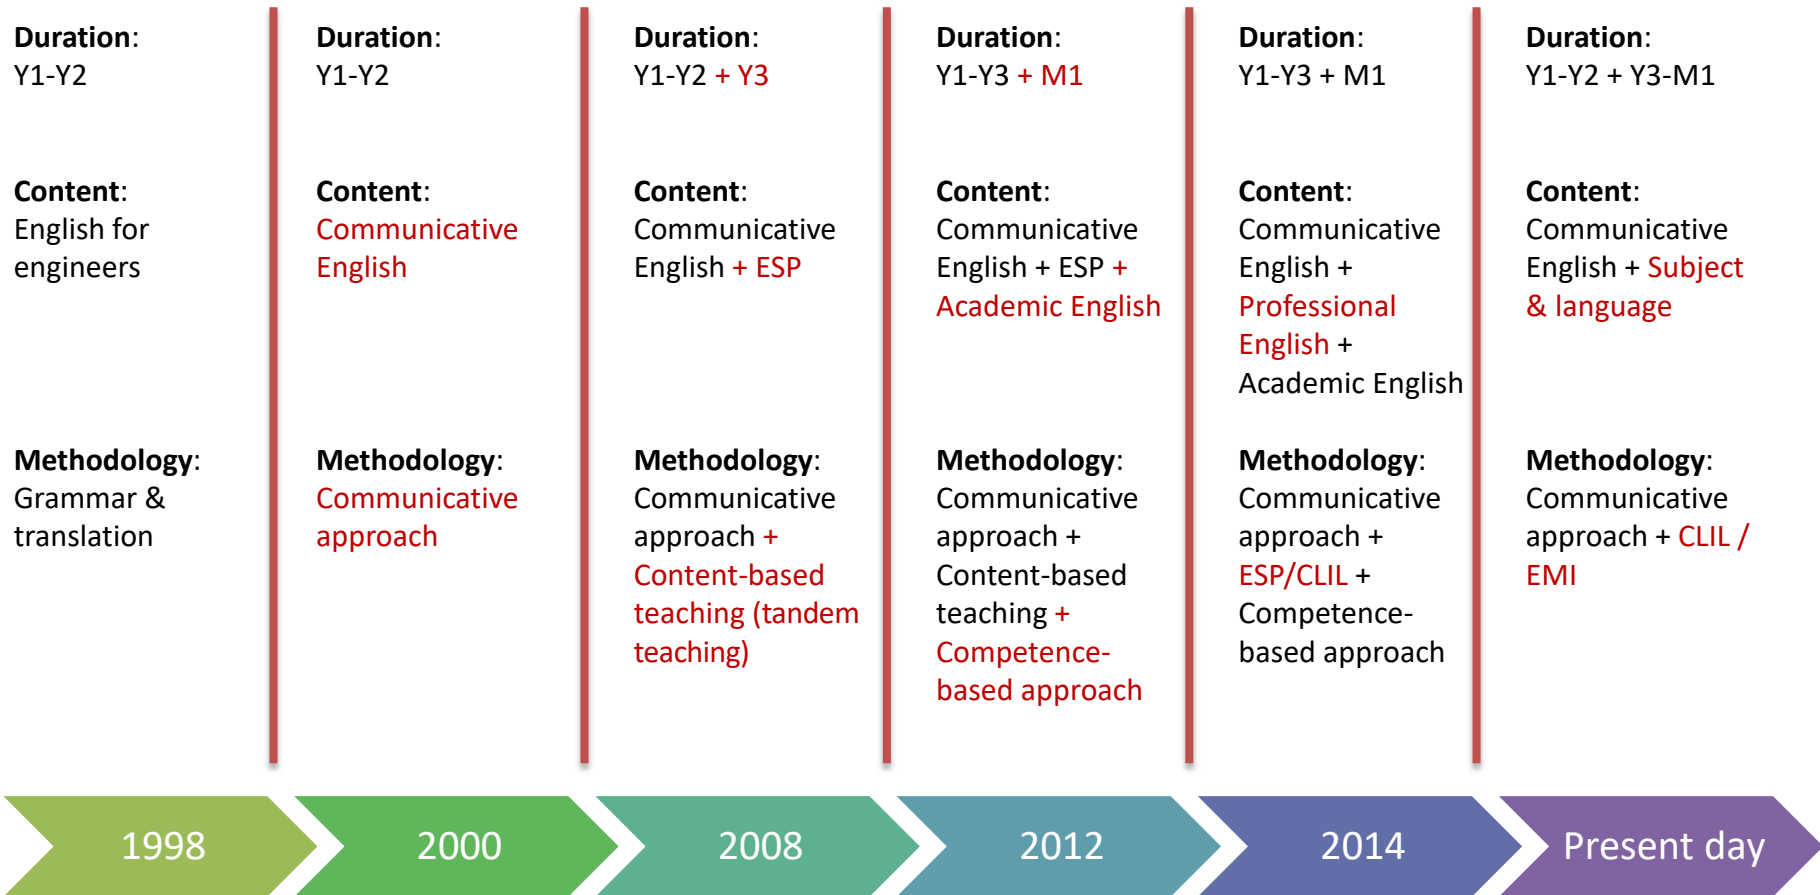 Duration:
Y1-Y2
Content:
English for
engineers
Methodology:
Grammar &
translation
1998
Duration:
Y1-Y2
Content:
Communicative
English
Methodology:
Communicative
approach
2000
Duration:
Y1-Y2 + Y3
Content:
Communicative
English + ESP
Methodology:
Communicative
approach +
Content-based
teaching (tandem
teaching)
2008
Duration:
Y1-Y3 + M1
Content:
Communicative
English + ESP +
Academic English
Methodology:
Communicative
approach +
Content-based
teaching +
Competence-
based approach
2012
Duration:
Y1-Y3 + M1
Content:
Communicative
English +
Professional
English +
Academic English
Methodology:
Communicative
approach +
ESP/CLIL +
Competence-
based approach
2014
Duration:
Y1-Y2 + Y3-M1
Content:
Communicative
English + Subject
& language
Methodology:
Communicative
approach + CLIL /
EMI
Present day